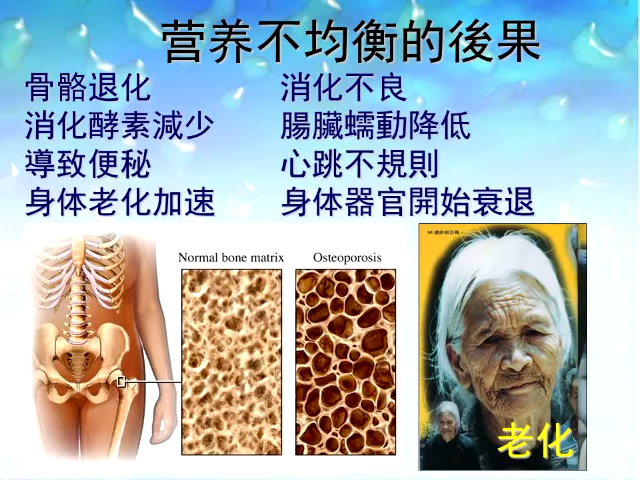 营养不均衡的後果
骨骼退化
消化酵素減少
導致便秘
身体老化加速
消化不良
腸臟蠕動降低
心跳不規則
身体器官開始衰退
Normal bone matrix
Osteoporosis
老化